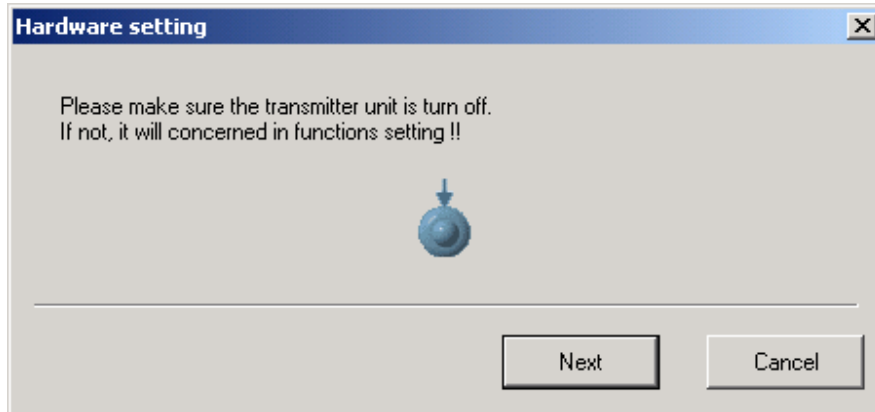 Hardware setting
Please make sure the transmitter unit is turn off.
If not, it will concerned in functions setting !!
Next
Cancel